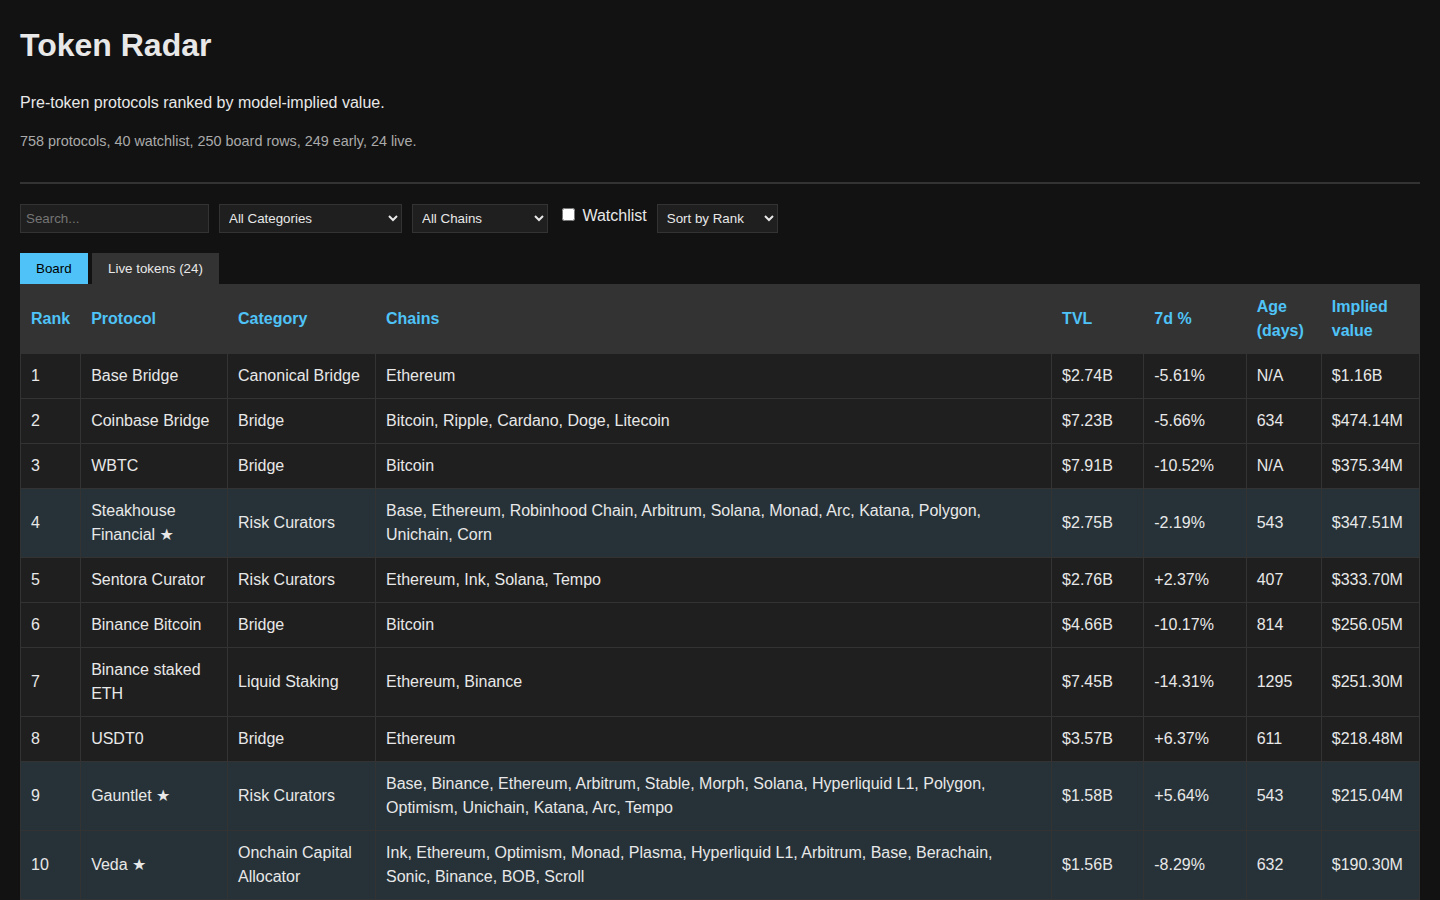 Token Radar
Pre-token protocols ranked by model-implied value.
758 protocols, 40 watchlist, 250 board rows, 249 early, 24 live.
Search... All Categories All Chains Watchlist Sort by Rank
Board Live tokens (24)
Rank Protocol Category Chains TVL 7d % Age (days) Implied value
1 Base Bridge Canonical Bridge Ethereum $2.74B -5.61% N/A $1.16B
2 Coinbase Bridge Bridge Bitcoin, Ripple, Cardano, Doge, Litecoin $7.23B -5.66% 634 $474.14M
3 WBTC Bridge Bitcoin $7.91B -10.52% N/A $375.34M
4 Steakhouse Financial ★ Risk Curators Base, Ethereum, Robinhood Chain, Arbitrum, Solana, Monad, Arc, Katana, Polygon, Unichain, Corn $2.75B -2.19% 543 $347.51M
5 Sentora Curator Risk Curators Ethereum, Ink, Solana, Tempo $2.76B +2.37% 407 $333.70M
6 Binance Bitcoin Bridge Bitcoin $4.66B -10.17% 814 $256.05M
7 Binance staked ETH Liquid Staking Ethereum, Binance $7.45B -14.31% 1295 $251.30M
8 USDT0 Bridge Ethereum $3.57B +6.37% 611 $218.48M
9 Gauntlet ★ Risk Curators Base, Binance, Ethereum, Arbitrum, Stable, Morph, Solana, Hyperliquid L1, Polygon, Optimism, Unichain, Katana, Arc, Tempo $1.58B +5.64% 543 $215.04M
10 Veda ★ Onchain Capital Allocator Ink, Ethereum, Optimism, Monad, Plasma, Hyperliquid L1, Arbitrum, Base, Berachain, Sonic, Binance, BOB, Scroll $1.56B -8.29% 632 $190.30M